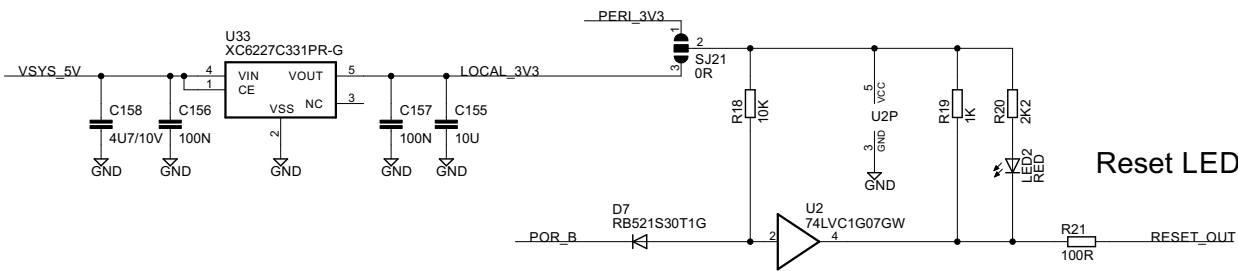 PERI_3V3
1
2
3
SJ21
0R
U33
XC6227C331PR-G
VSYS_5V
4
VIN
VOUT
5
LOCAL_3V3
1
CE
NC
3
VSS
2
C158
4U7/10V
C156
100N
C157
100N
C155
10U
GND
GND
GND
GND
GND
R18
10K
5
VCC
U2P
GND
3
GND
R19
1K
R20
2K2
LED2
RED
Reset LED
D7
RB521S30T1G
U2
74LVC1G07GW
POR_B
2
4
R21
100R
RESET_OUT